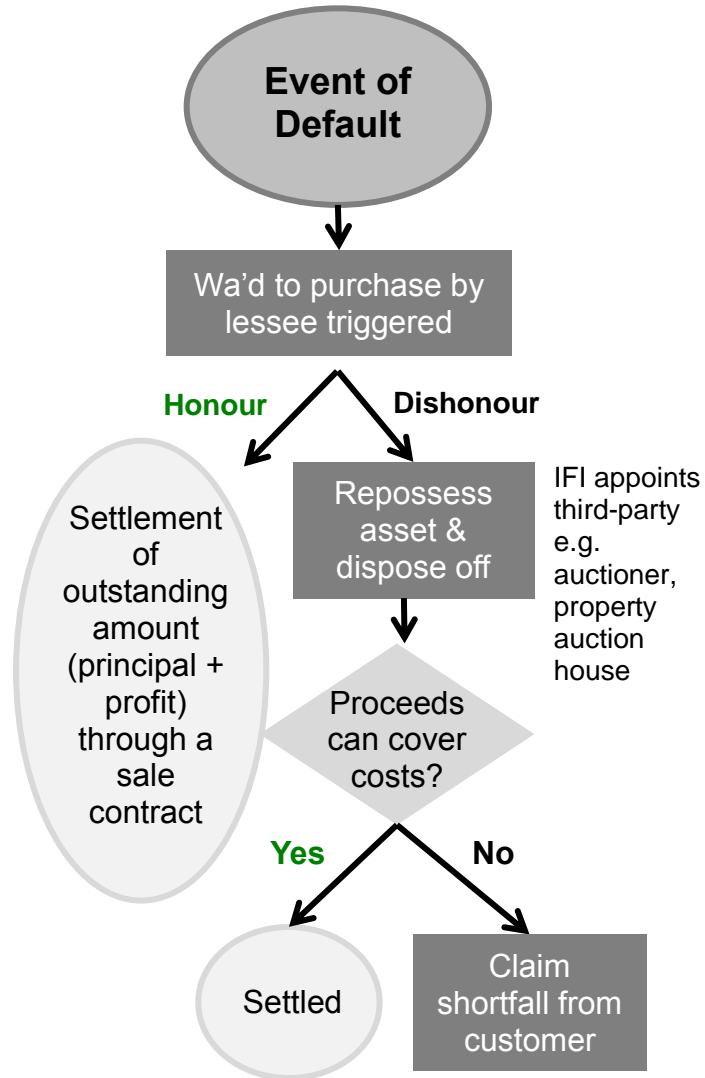 Event of
Default
Wa'd to purchase by
lessee triggered
Honour
Dishonour
Settlement
of
outstanding
amount
(principal +
profit)
through a
sale
contract
Repossess
asset &
dispose off
IFI appoints
third-party
e.g.
auctioner,
property
auction
house
Proceeds
can cover
costs?
Yes
No
Settled
Claim
shortfall from
customer